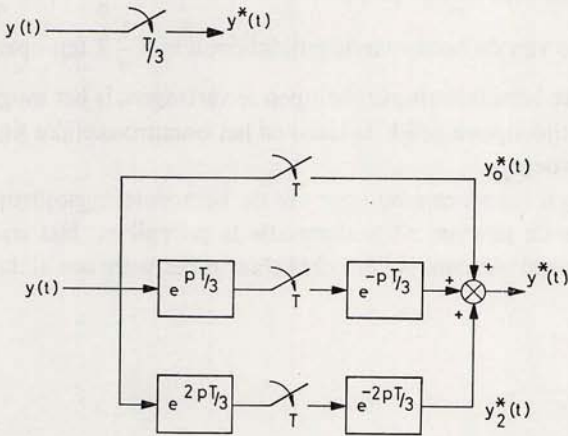 y(t) y*(t)
T/3
y₀*(t)
T
y(t) e^pT/3 T e^-pT/3 + + + y*(t)
e^2pT/3 T e^-2pT/3 y₂*(t)